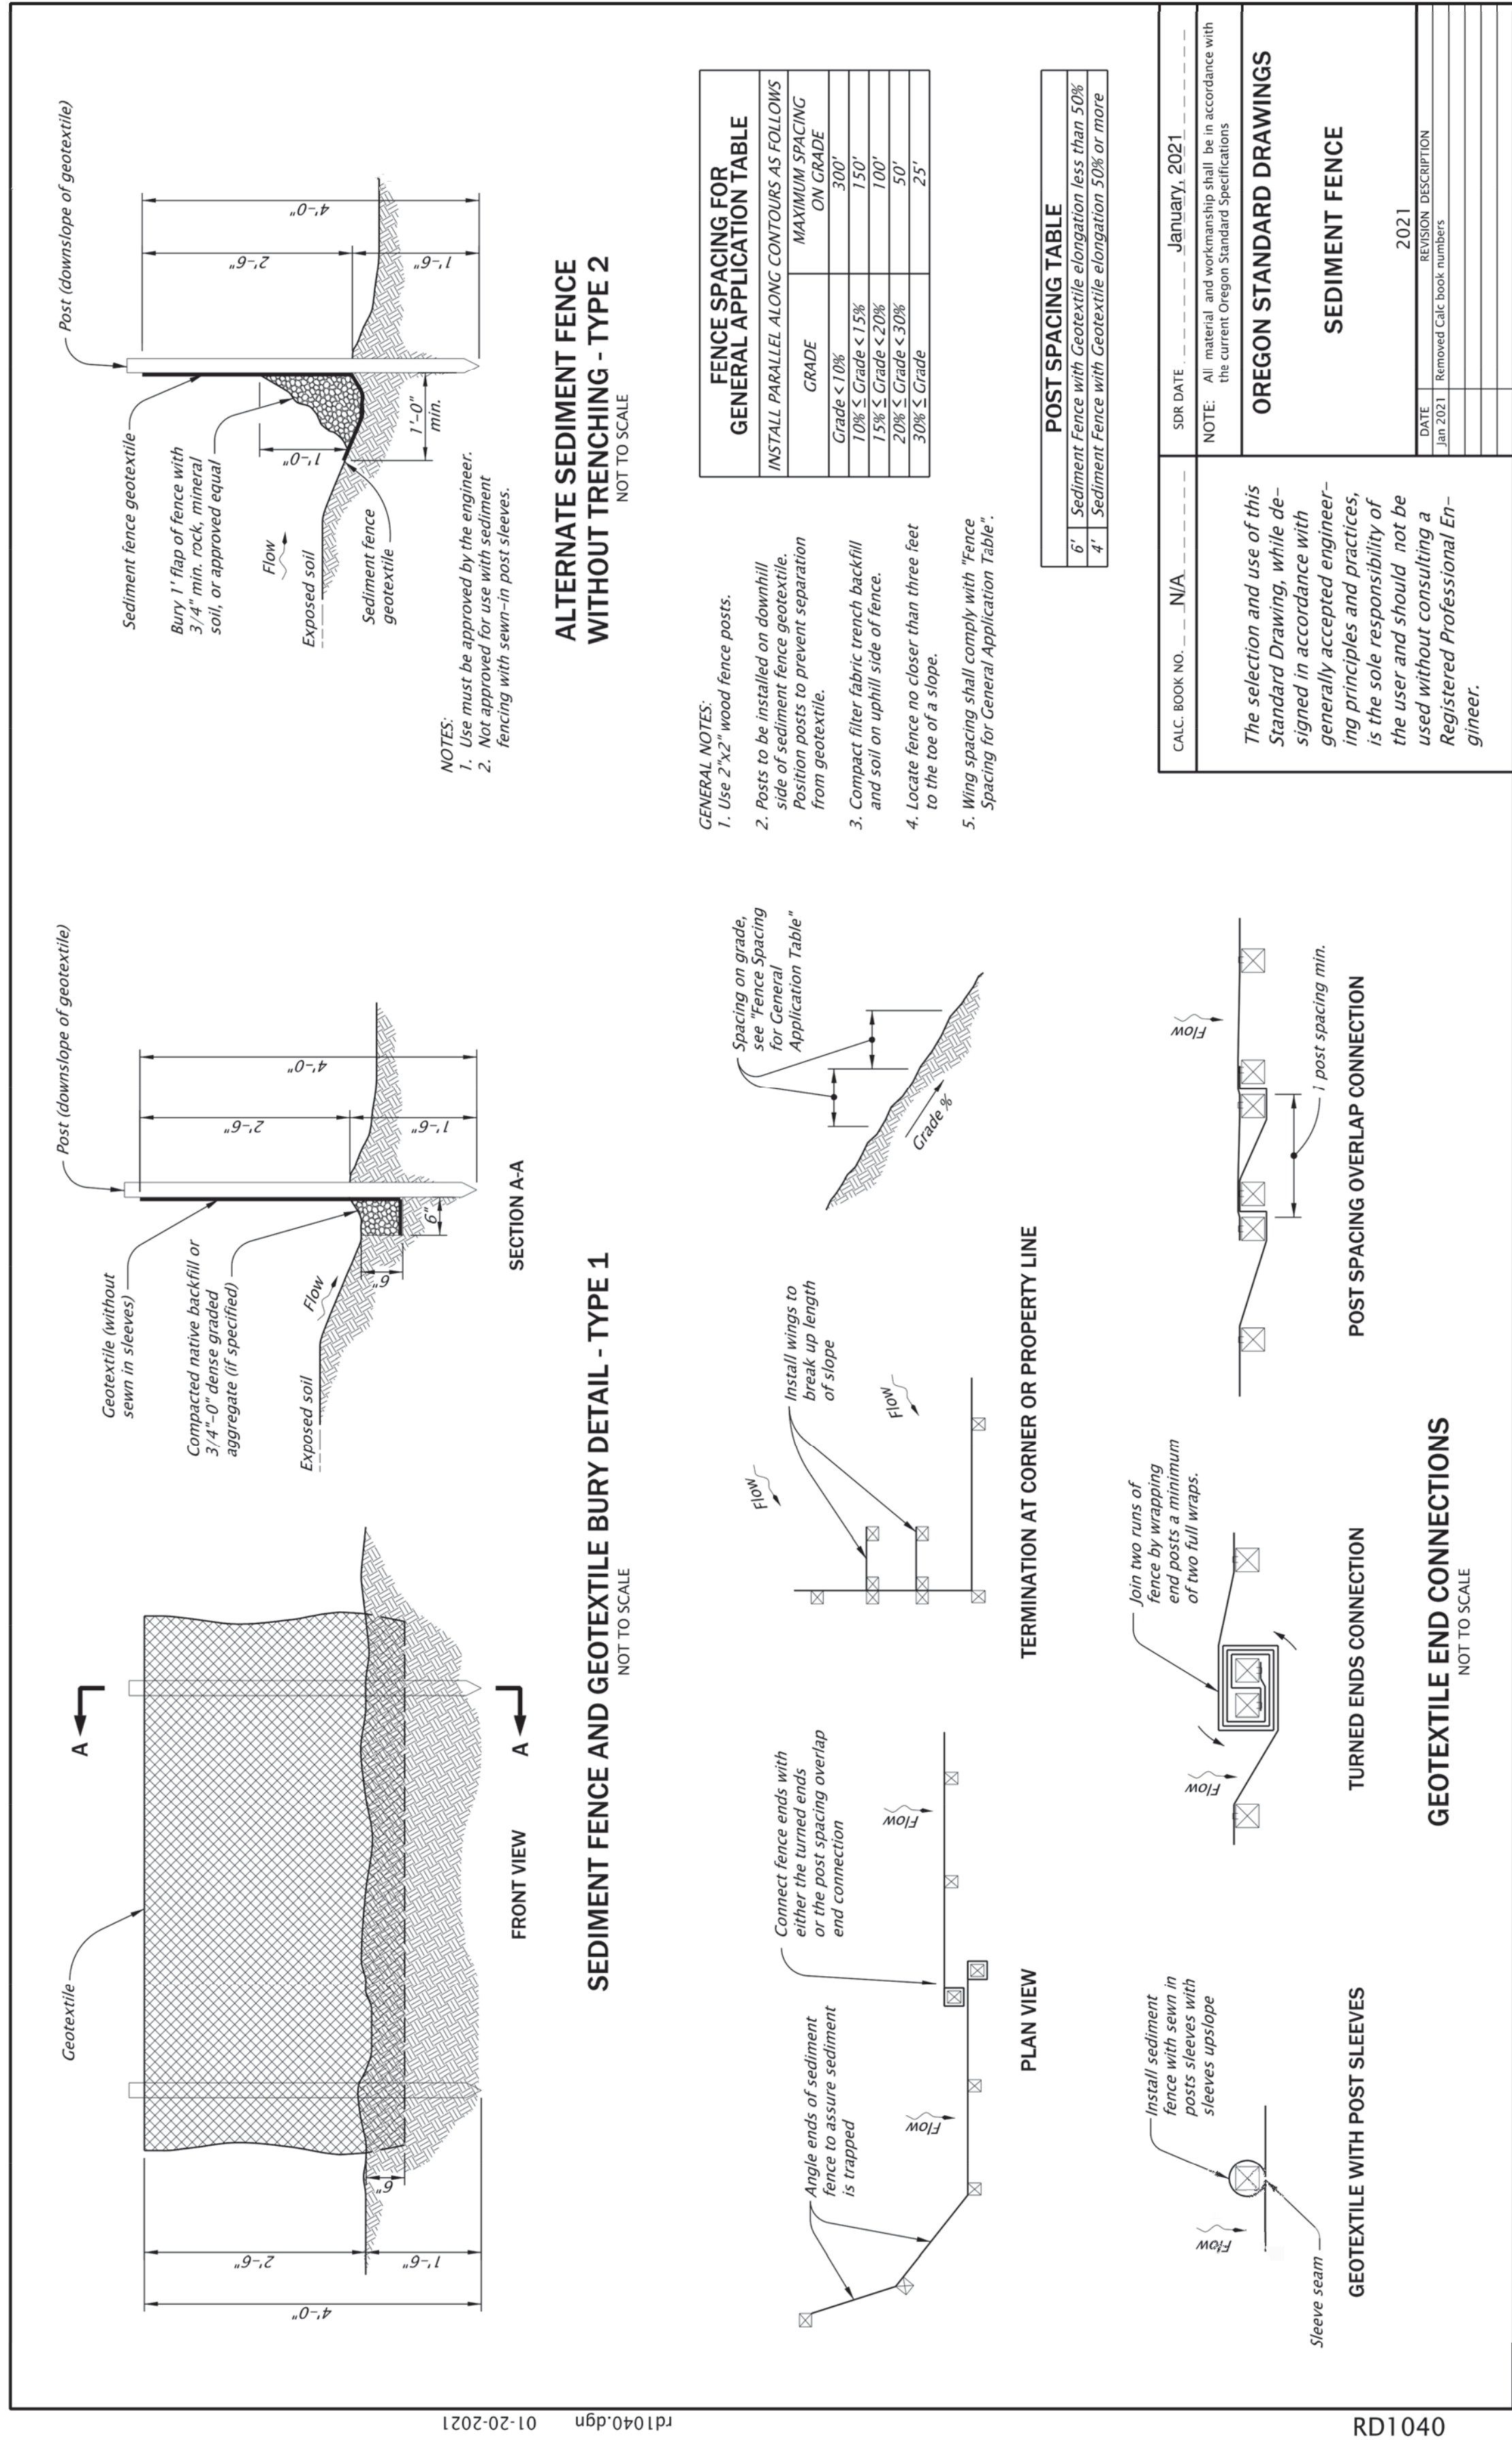 rd1040.dgn 01-20-2021
Geotextile
4'-0"
2'-6"
1'-6"
6"
A
A
FRONT VIEW
Post (downslope of geotextile)
Geotextile (without
sewn in sleeves)
Compacted native backfill or
3/4"-0" dense graded
aggregate (if specified)
Exposed soil
Flow
6"
6"
2'-6"
1'-6"
4'-0"
SECTION A-A
SEDIMENT FENCE AND GEOTEXTILE BURY DETAIL - TYPE 1
NOT TO SCALE
Post (downslope of geotextile)
Sediment fence geotextile
Bury 1' flap of fence with
3/4" min. rock, mineral
soil, or approved equal
Flow
Exposed soil
Sediment fence
geotextile
1'-0"
1'-0"
min.
2'-6"
1'-6"
4'-0"
NOTES:
1. Use must be approved by the engineer.
2. Not approved for use with sediment
fencing with sewn-in post sleeves.
ALTERNATE SEDIMENT FENCE
WITHOUT TRENCHING - TYPE 2
NOT TO SCALE
Angle ends of sediment
fence to assure sediment
is trapped
Flow
Connect fence ends with
either the turned ends
or the post spacing overlap
end connection
Flow
PLAN VIEW
Flow
Install wings to
break up length
of slope
Flow
TERMINATION AT CORNER OR PROPERTY LINE
Spacing on grade,
see "Fence Spacing
for General
Application Table"
Grade %
GENERAL NOTES:
1. Use 2"x2" wood fence posts.
2. Posts to be installed on downhill
side of sediment fence geotextile.
Position posts to prevent separation
from geotextile.
3. Compact filter fabric trench backfill
and soil on uphill side of fence.
4. Locate fence no closer than three feet
to the toe of a slope.
5. Wing spacing shall comply with "Fence
Spacing for General Application Table".
FENCE SPACING FOR
GENERAL APPLICATION TABLE
INSTALL PARALLEL ALONG CONTOURS AS FOLLOWS
GRADE MAXIMUM SPACING
ON GRADE
Grade < 10% 300'
10% ≤ Grade < 15% 150'
15% ≤ Grade < 20% 100'
20% ≤ Grade < 30% 50'
30% ≤ Grade 25'
POST SPACING TABLE
6' Sediment Fence with Geotextile elongation less than 50%
4' Sediment Fence with Geotextile elongation 50% or more
Install sediment
fence with sewn in
posts sleeves with
sleeves upslope
Flow
Sleeve seam
GEOTEXTILE WITH POST SLEEVES
Join two runs of
fence by wrapping
end posts a minimum
of two full wraps.
Flow
TURNED ENDS CONNECTION
Flow
1 post spacing min.
POST SPACING OVERLAP CONNECTION
GEOTEXTILE END CONNECTIONS
NOT TO SCALE
CALC. BOOK NO. N/A
SDR DATE January, 2021
NOTE: All material and workmanship shall be in accordance with
the current Oregon Standard Specifications
The selection and use of this
Standard Drawing, while de-
signed in accordance with
generally accepted engineer-
ing principles and practices,
is the sole responsibility of
the user and should not be
used without consulting a
Registered Professional En-
gineer.
OREGON STANDARD DRAWINGS
SEDIMENT FENCE
2021
DATE REVISION DESCRIPTION
Jan 2021 Removed Calc book numbers
RD1040